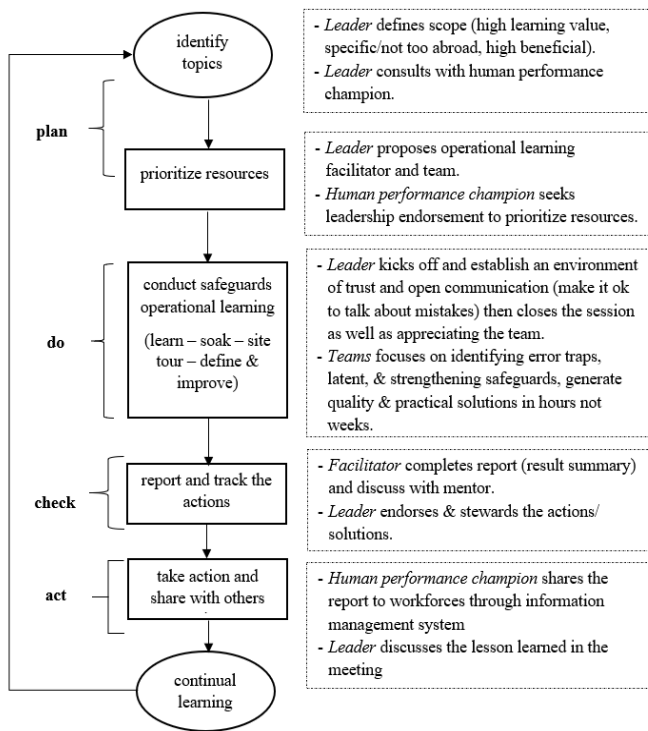 identify
topics
- Leader defines scope (high learning value,
specific/not too abroad, high beneficial).
- Leader consults with human performance
champion.
plan
prioritize resources
- Leader proposes operational learning
facilitator and team.
- Human performance champion seeks
leadership endorsement to prioritize resources.
do
conduct safeguards
operational learning
(learn – soak – site
tour – define &
improve)
- Leader kicks off and establish an environment
of trust and open communication (make it ok
to talk about mistakes) then closes the session
as well as appreciating the team.
- Teams focuses on identifying error traps,
latent, & strengthening safeguards, generate
quality & practical solutions in hours not
weeks.
check
report and track the
actions
- Facilitator completes report (result summary)
and discuss with mentor.
- Leader endorses & stewards the actions/
solutions.
act
take action and
share with others
- Human performance champion shares the
report to workforces through information
management system
- Leader discusses the lesson learned in the
meeting
continual
learning